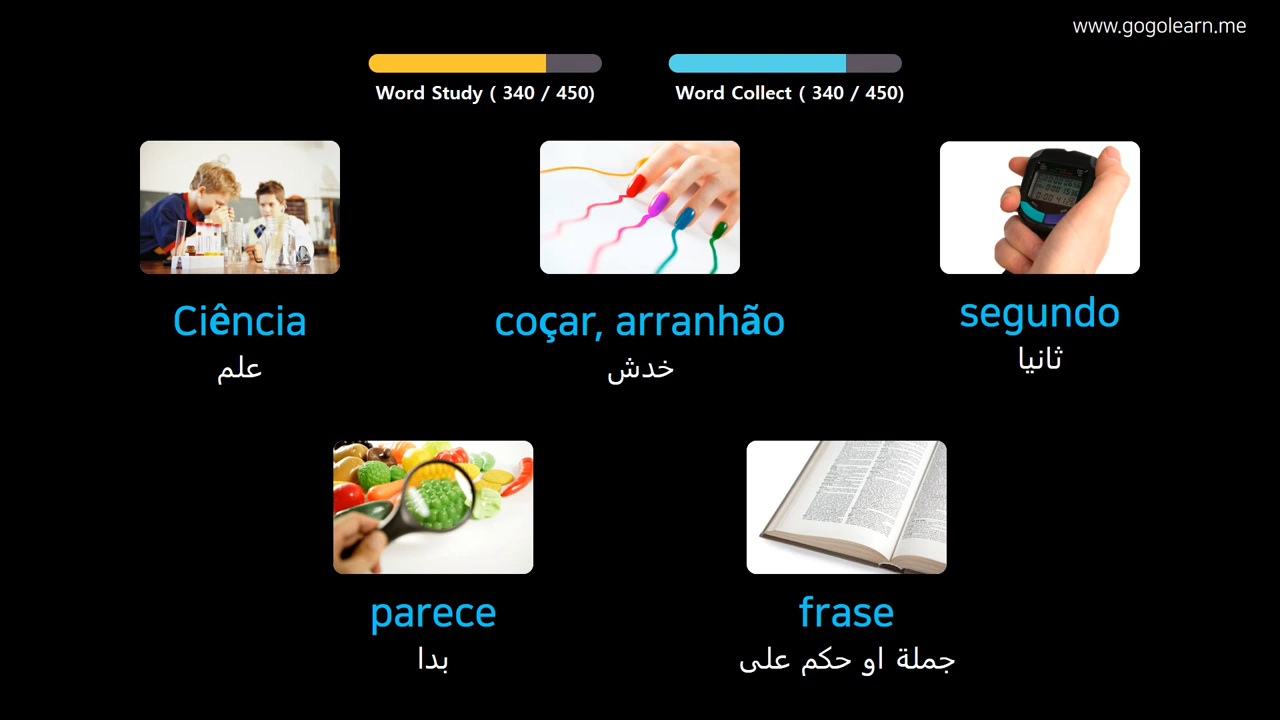 www.gogolearn.me
Word Study ( 340 / 450)
Word Collect ( 340 / 450)
Ciência
علم
coçar, arranhão
خدش
segundo
ثانيا
parece
بدا
frase
جملة او حكم على